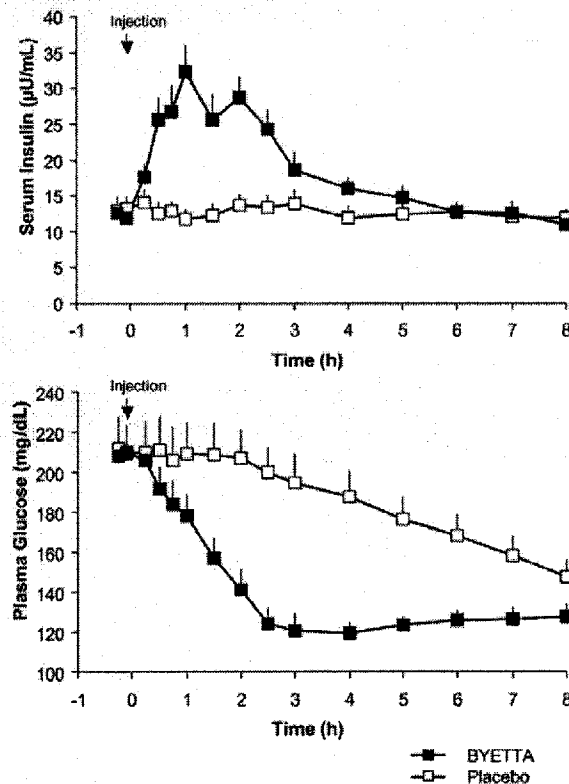 Injection
Serum Insulin (µU/mL)
40
35
30
25
20
15
10
5
0
-1 0 1 2 3 4 5 6 7 8
Time (h)
Injection
Plasma Glucose (mg/dL)
240
220
200
180
160
140
120
100
-1 0 1 2 3 4 5 6 7 8
Time (h)
BYETTA
Placebo